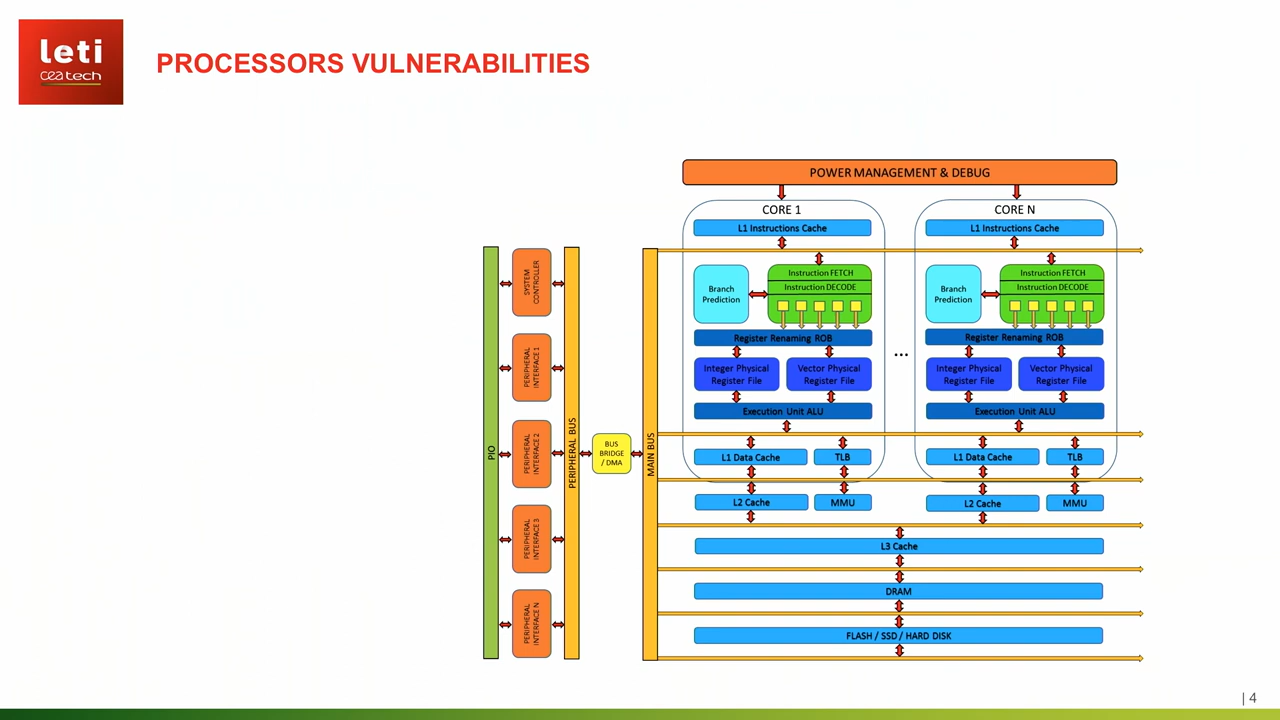 leti
cea tech
PROCESSORS VULNERABILITIES
POWER MANAGEMENT & DEBUG
CORE 1
L1 Instructions Cache
Instruction FETCH
Instruction DECODE
Branch
Prediction
Register Renaming ROB
Integer Physical
Register File
Vector Physical
Register File
Execution Unit ALU
L1 Data Cache
TLB
L2 Cache
MMU
...
CORE N
L1 Instructions Cache
Instruction FETCH
Instruction DECODE
Branch
Prediction
Register Renaming ROB
Integer Physical
Register File
Vector Physical
Register File
Execution Unit ALU
L1 Data Cache
TLB
L2 Cache
MMU
L3 Cache
DRAM
FLASH / SSD / HARD DISK
PIO
SYSTEM
CONTROLLER
PERIPHERAL
INTERFACE 1
PERIPHERAL
INTERFACE 2
PERIPHERAL
INTERFACE 3
PERIPHERAL
INTERFACE N
PERIPHERAL BUS
BUS
BRIDGE
/ DMA
MAIN BUS
| 4